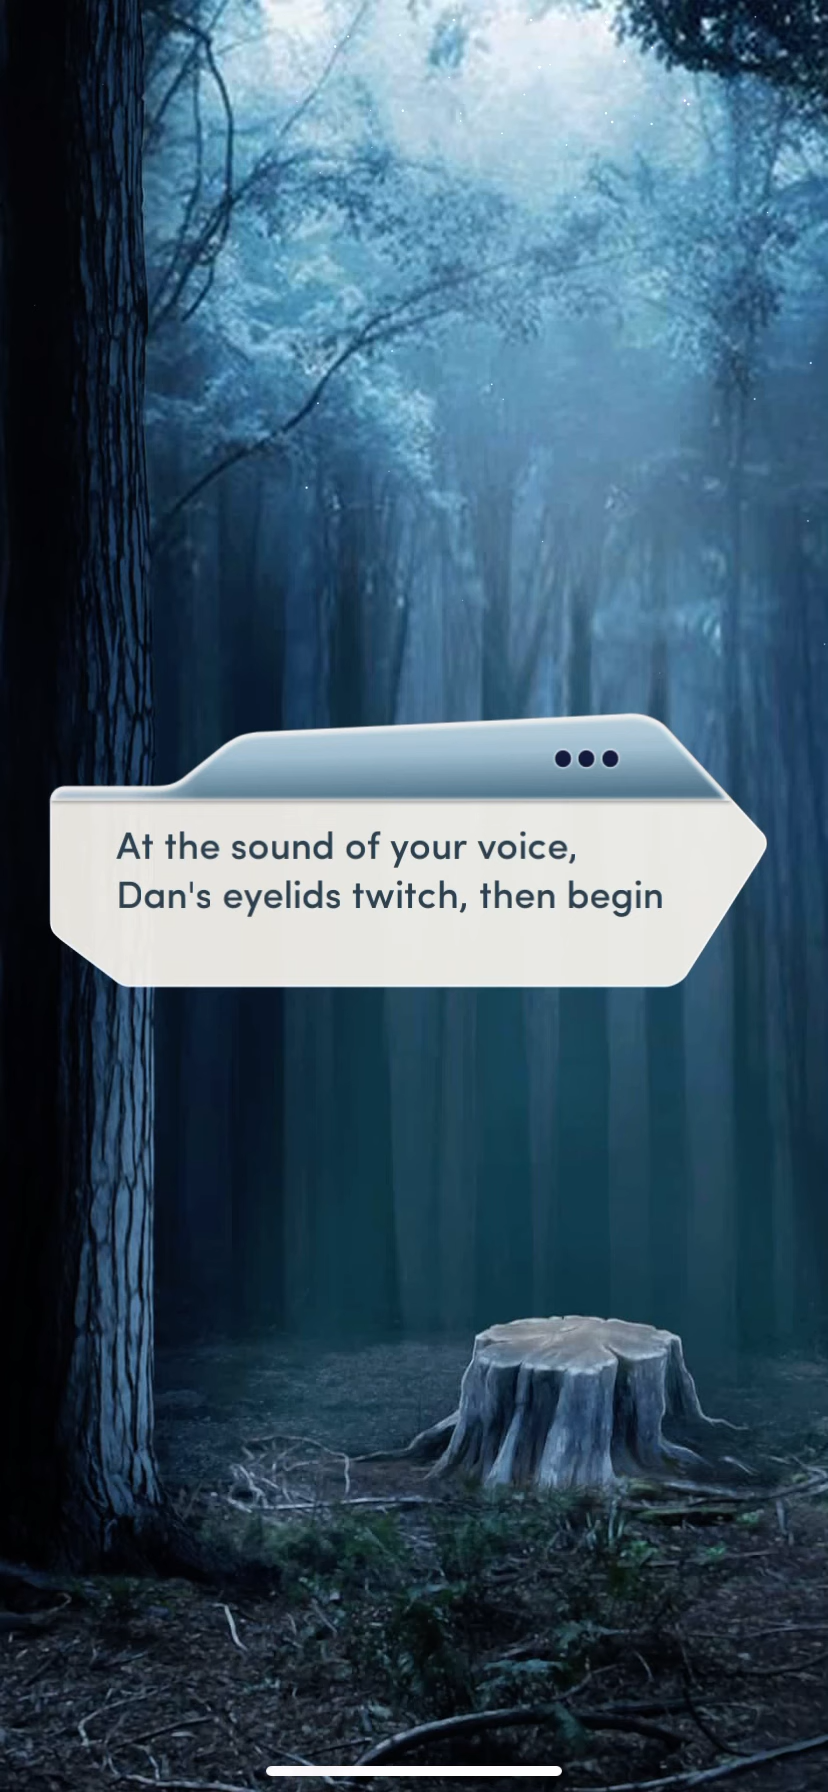 At the sound of your voice,
Dan's eyelids twitch, then begin